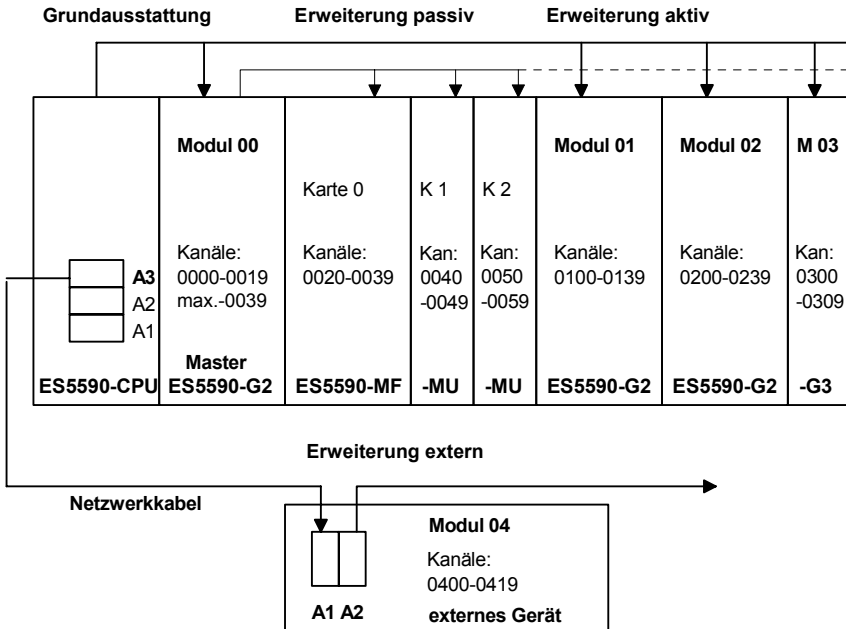 Grundausstattung Erweiterung passiv Erweiterung aktiv
Modul 00 Modul 01 Modul 02 M 03
Karte 0 K 1 K 2
Kanäle: Kanäle: Kan: Kan: Kanäle: Kanäle: Kan:
0000-0019 0020-0039 0040 0050 0100-0139 0200-0239 0300
A3 max.-0039 -0049 -0059 -0309
A2
A1
Master
ES5590-CPU ES5590-G2 ES5590-MF -MU -MU ES5590-G2 ES5590-G2 -G3
Erweiterung extern
Netzwerkkabel
Modul 04
Kanäle:
0400-0419
A1 A2 externes Gerät